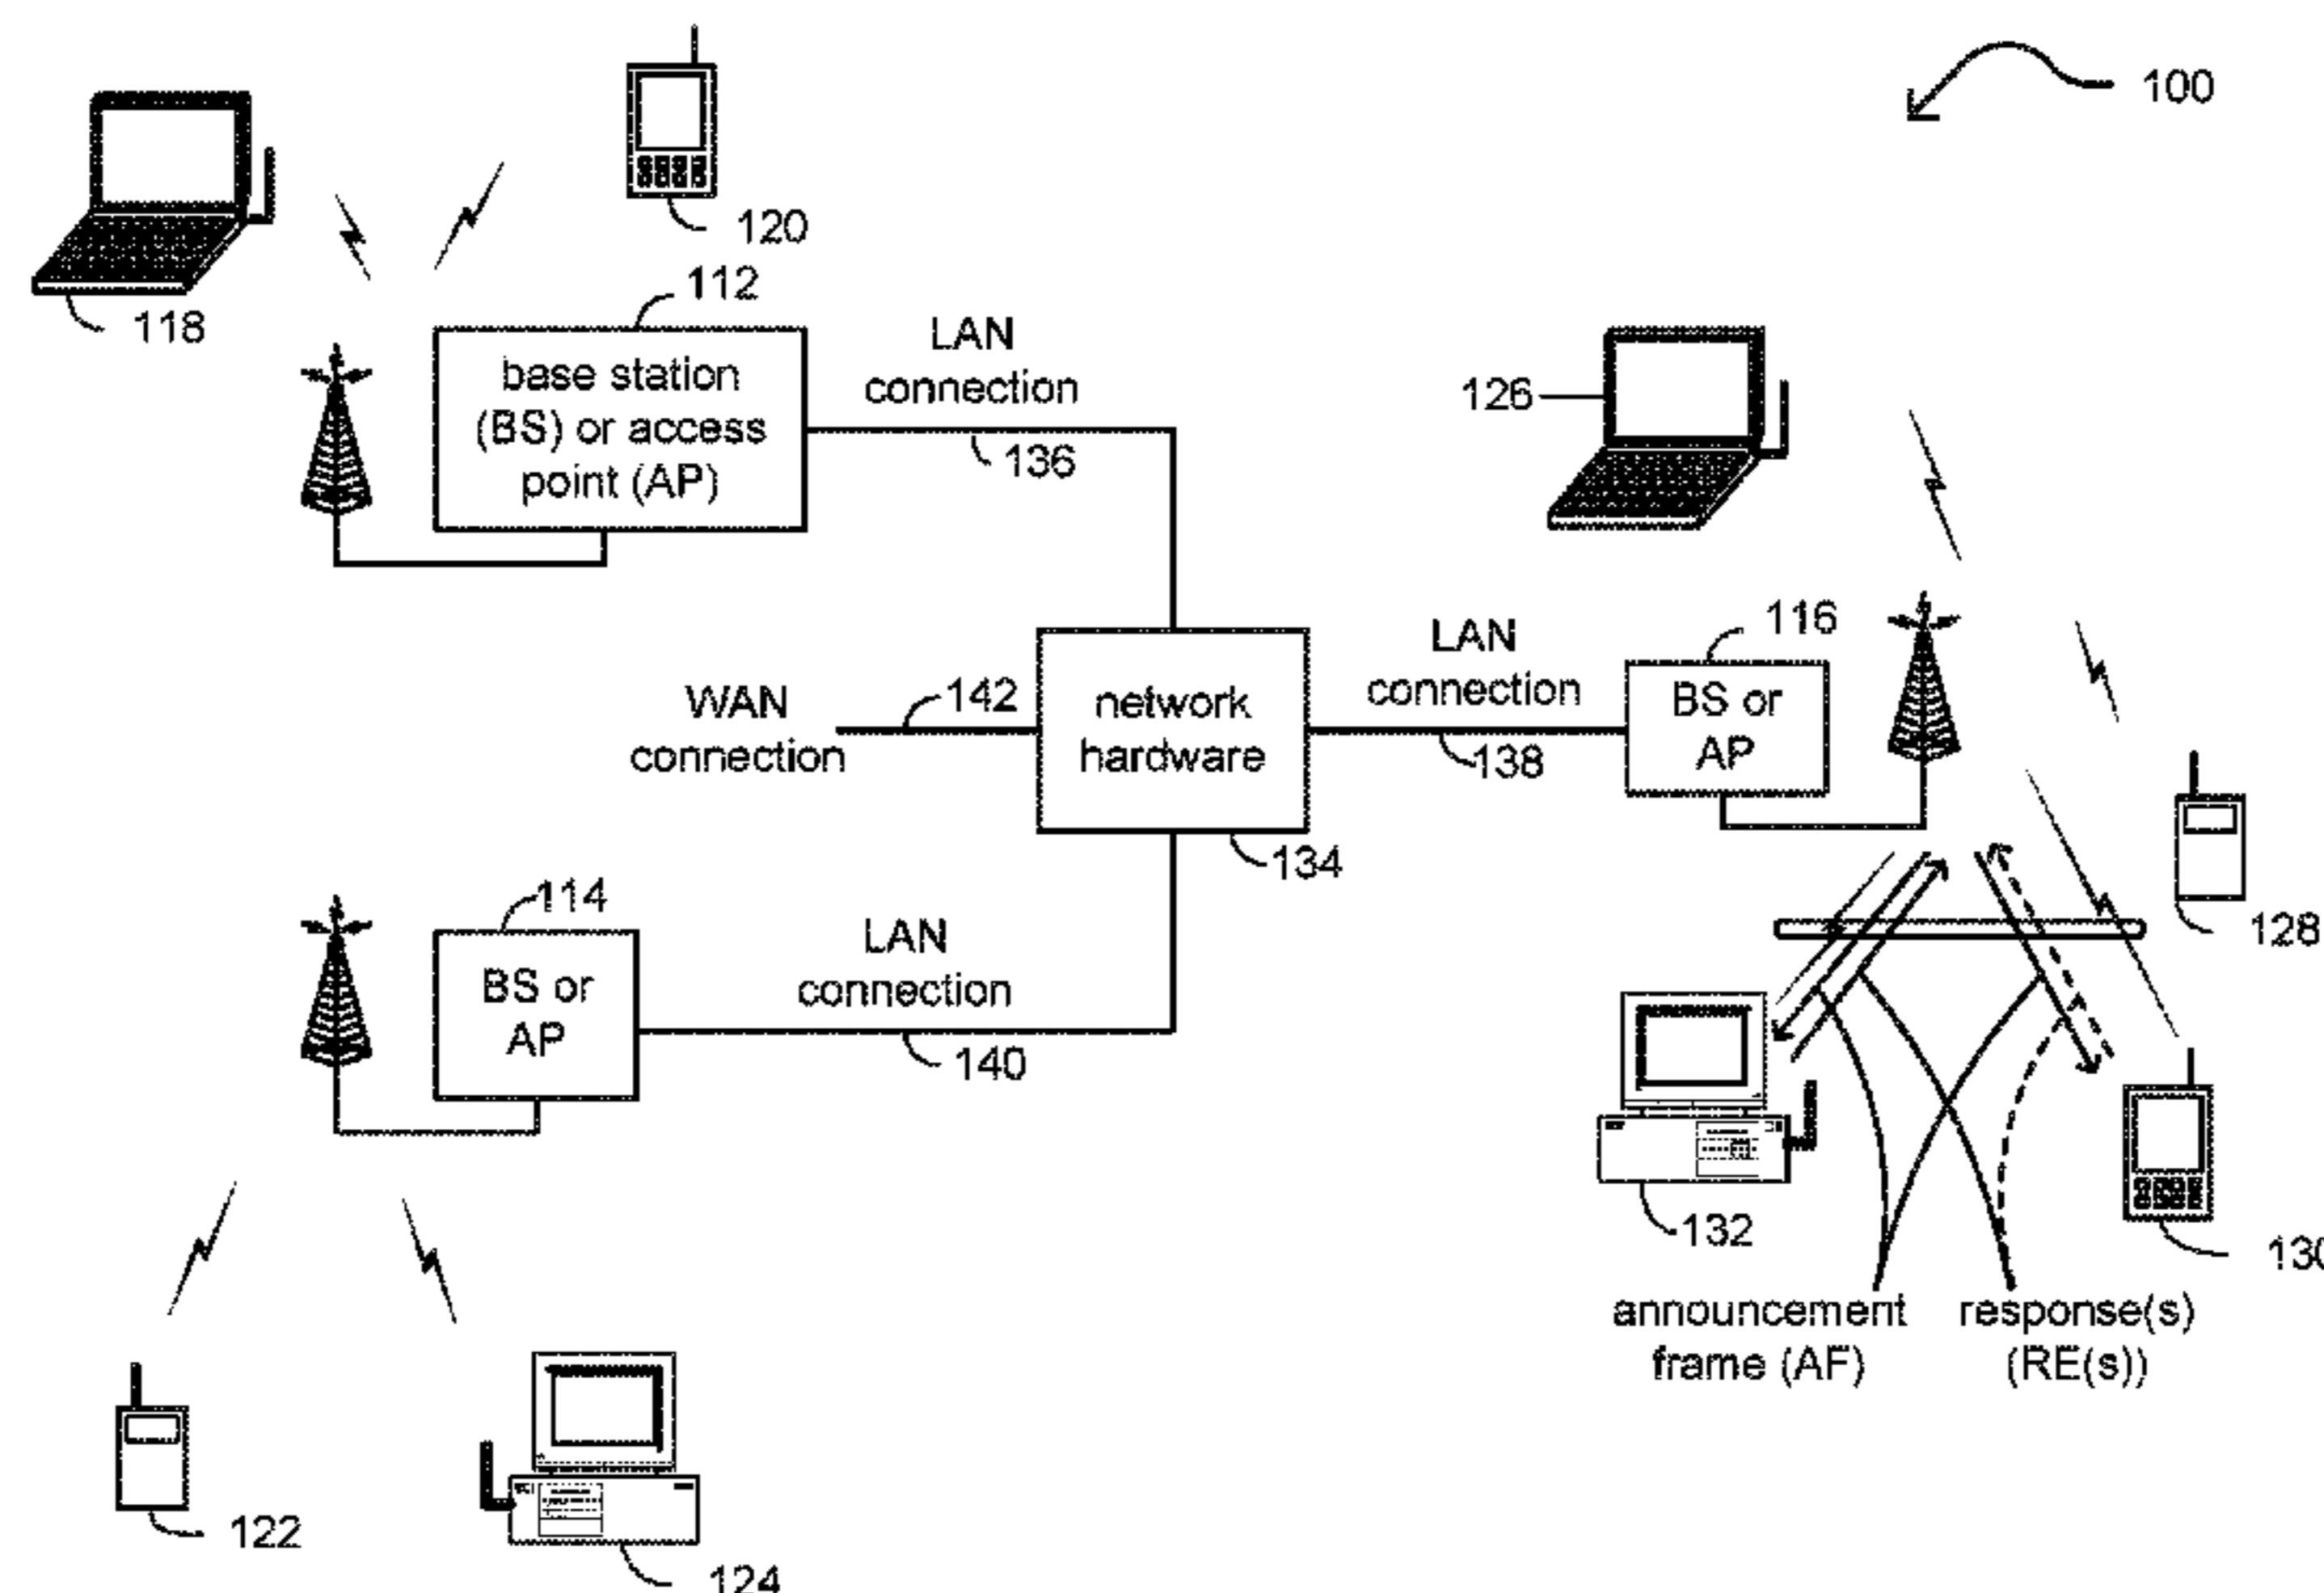 100
120
118
112
base station
(BS) or access
point (AP)
LAN
connection
136
126
116
LAN
connection
BS or
AP
138
WAN
connection
142
network
hardware
134
128
114
BS or
AP
LAN
connection
140
132
130
announcement
frame (AF)
response(s)
(RE(s))
122
124